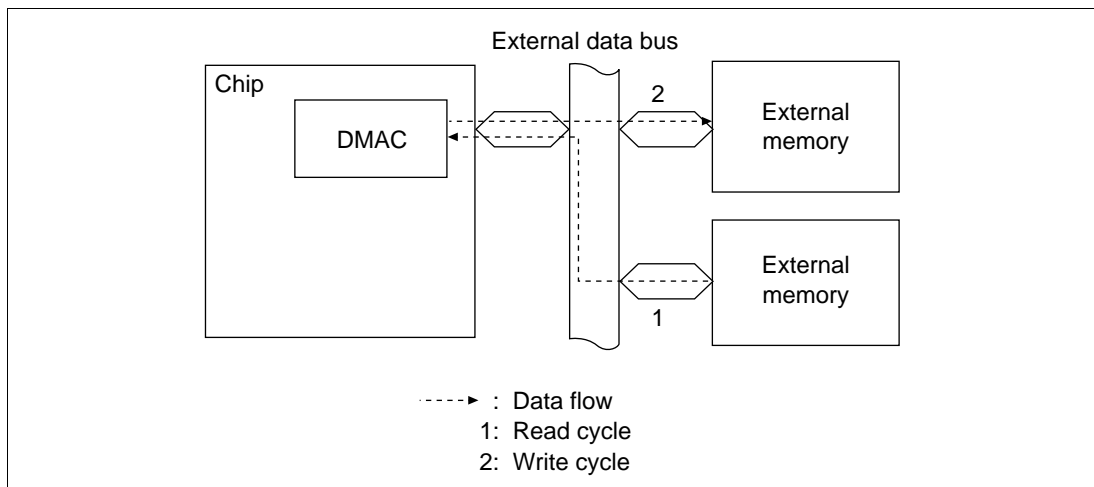 External data bus
Chip
DMAC
2
External
memory
External
memory
1
: Data flow
1: Read cycle
2: Write cycle